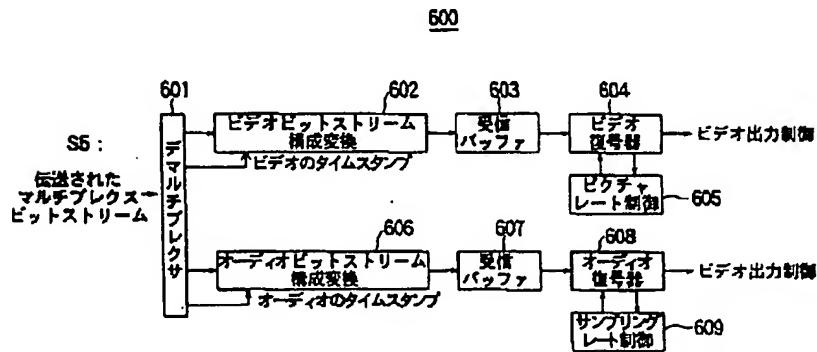 600
601
602
603
604
S5:
伝送された
マルチプレクス
ビットストリーム
デマルチプレクサ
ビデオビットストリーム
構成変換
ビデオのタイムスタンプ
受信
バッファ
ビデオ
復号器
ビデオ出力制御
ピクチャ
レート制御
605
606
607
608
オーディオビットストリーム
構成変換
オーディオのタイムスタンプ
受信
バッファ
オーディオ
復号器
ビデオ出力制御
サンプリング
レート制御
609